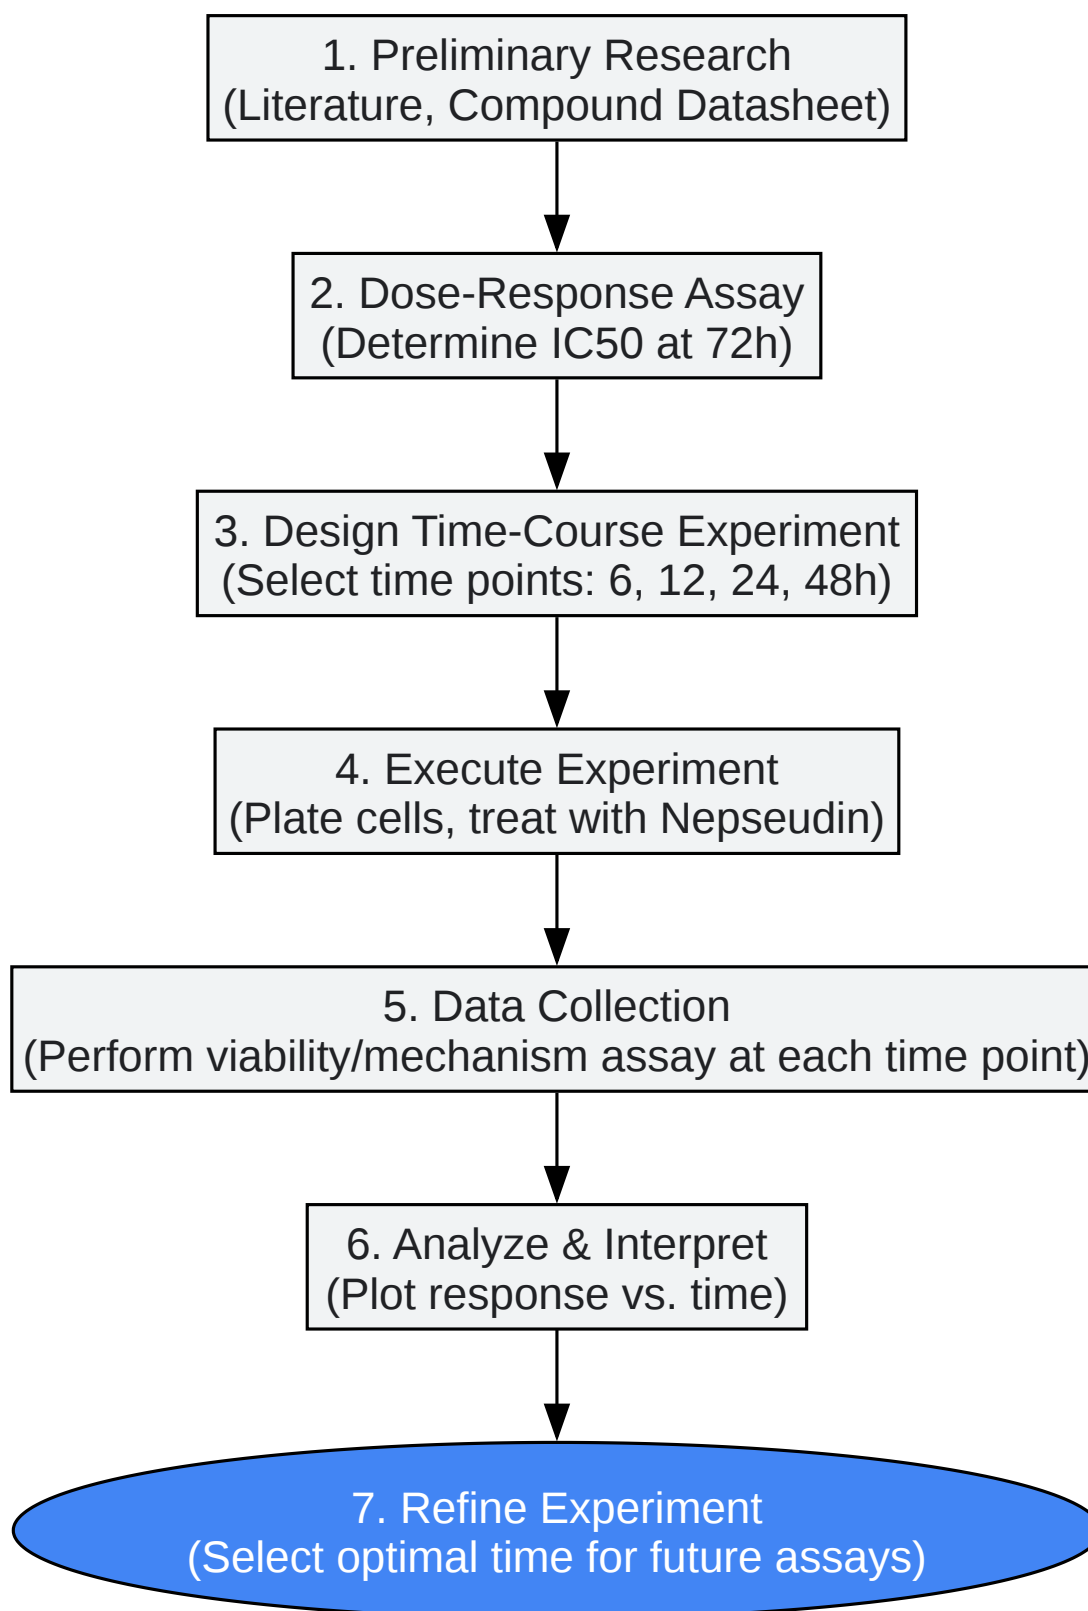 1. Preliminary Research
(Literature, Compound Datasheet)
2. Dose-Response Assay
(Determine IC50 at 72h)
3. Design Time-Course Experiment
(Select time points: 6, 12, 24, 48h)
4. Execute Experiment
(Plate cells, treat with Nepseudin)
5. Data Collection
(Perform viability/mechanism assay at each time point)
6. Analyze & Interpret
(Plot response vs. time)
7. Refine Experiment
(Select optimal time for future assays)